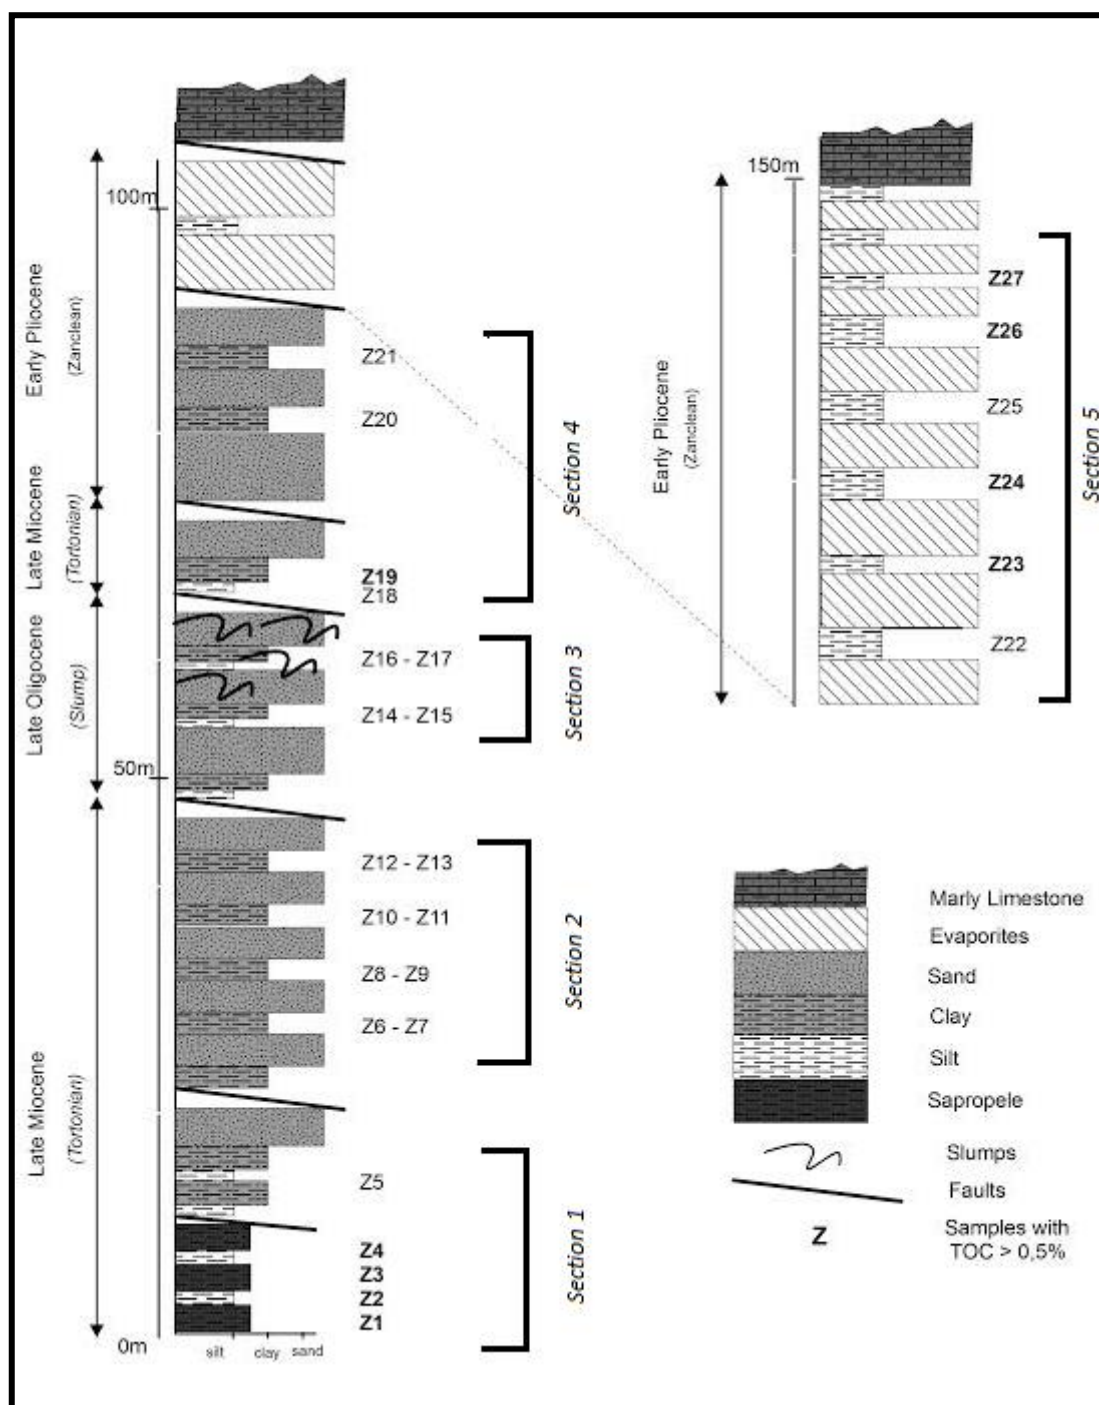 100m
Early Pliocene
(Zanclean)
Z21
Z20
Late Miocene
(Tortonian)
Z19
Z18
Section 4
Late Oligocene
(Slump)
Z16 - Z17
Z14 - Z15
Section 3
50m
Z12 - Z13
Z10 - Z11
Z8 - Z9
Z6 - Z7
Section 2
Late Miocene
(Tortonian)
Z5
Z4
Z3
Z2
Z1
Section 1
0m
silt clay sand
150m
Early Pliocene
(Zanclean)
Z27
Z26
Z25
Z24
Z23
Z22
Section 5
Marly Limestone
Evaporites
Sand
Clay
Silt
Sapropele
Slumps
Faults
Z
Samples with
TOC > 0,5%